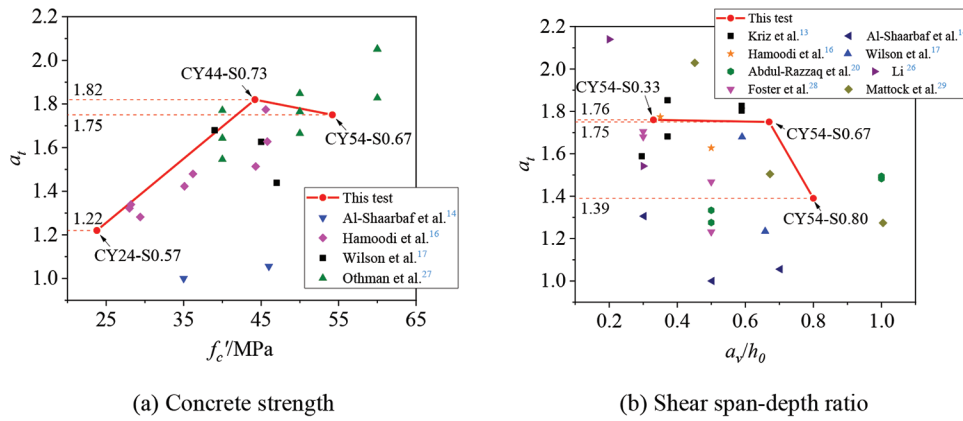 2.2
2.0
1.8
1.6
1.4
1.2
1.0
a_t
1.82
1.75
1.22
CY44-S0.73
CY54-S0.67
CY24-S0.57
This test
Al-Shaarbaf et al.14
Hamoodi et al.16
Wilson et al.17
Othman et al.27
25 35 45 55 65
f_c'/MPa
(a) Concrete strength
2.2
2.0
1.8
1.6
1.4
1.2
1.0
a_t
1.76
1.75
1.39
CY54-S0.33
CY54-S0.67
CY54-S0.80
This test
Kriz et al.13 Al-Shaarbaf et al.
Hamoodi et al.16 Wilson et al.17
Abdul-Razzaq et al.20 Li 26
Foster et al.28 Mattock et al.29
0.2 0.4 0.6 0.8 1.0
a_v/h_0
(b) Shear span-depth ratio